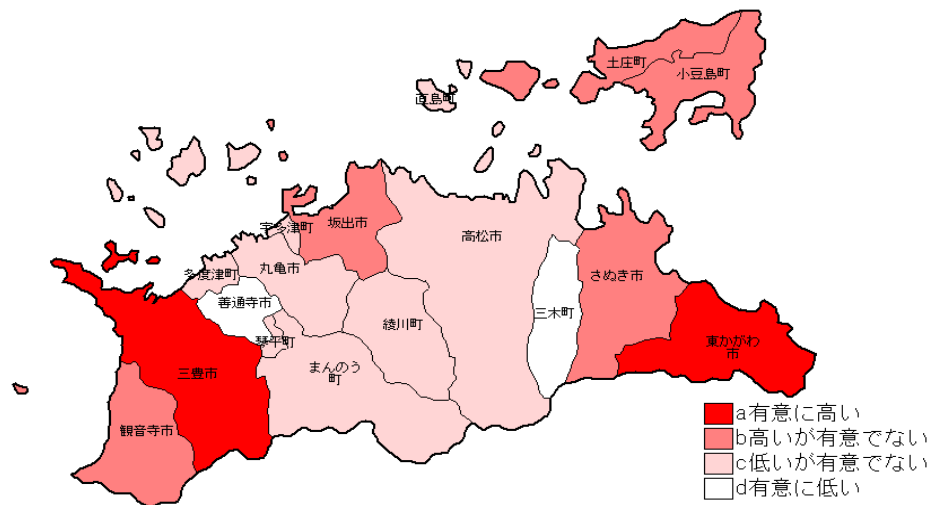 土庄町
小豆島町
直島町
宇多津町
坂出市
高松市
多度津町
丸亀市
さぬき市
善通寺市
三木町
綾川町
琴平町
東かがわ
市
まんのう
町
三豊市
観音寺市
a有意に高い
b高いが有意でない
c低いが有意でない
d有意に低い